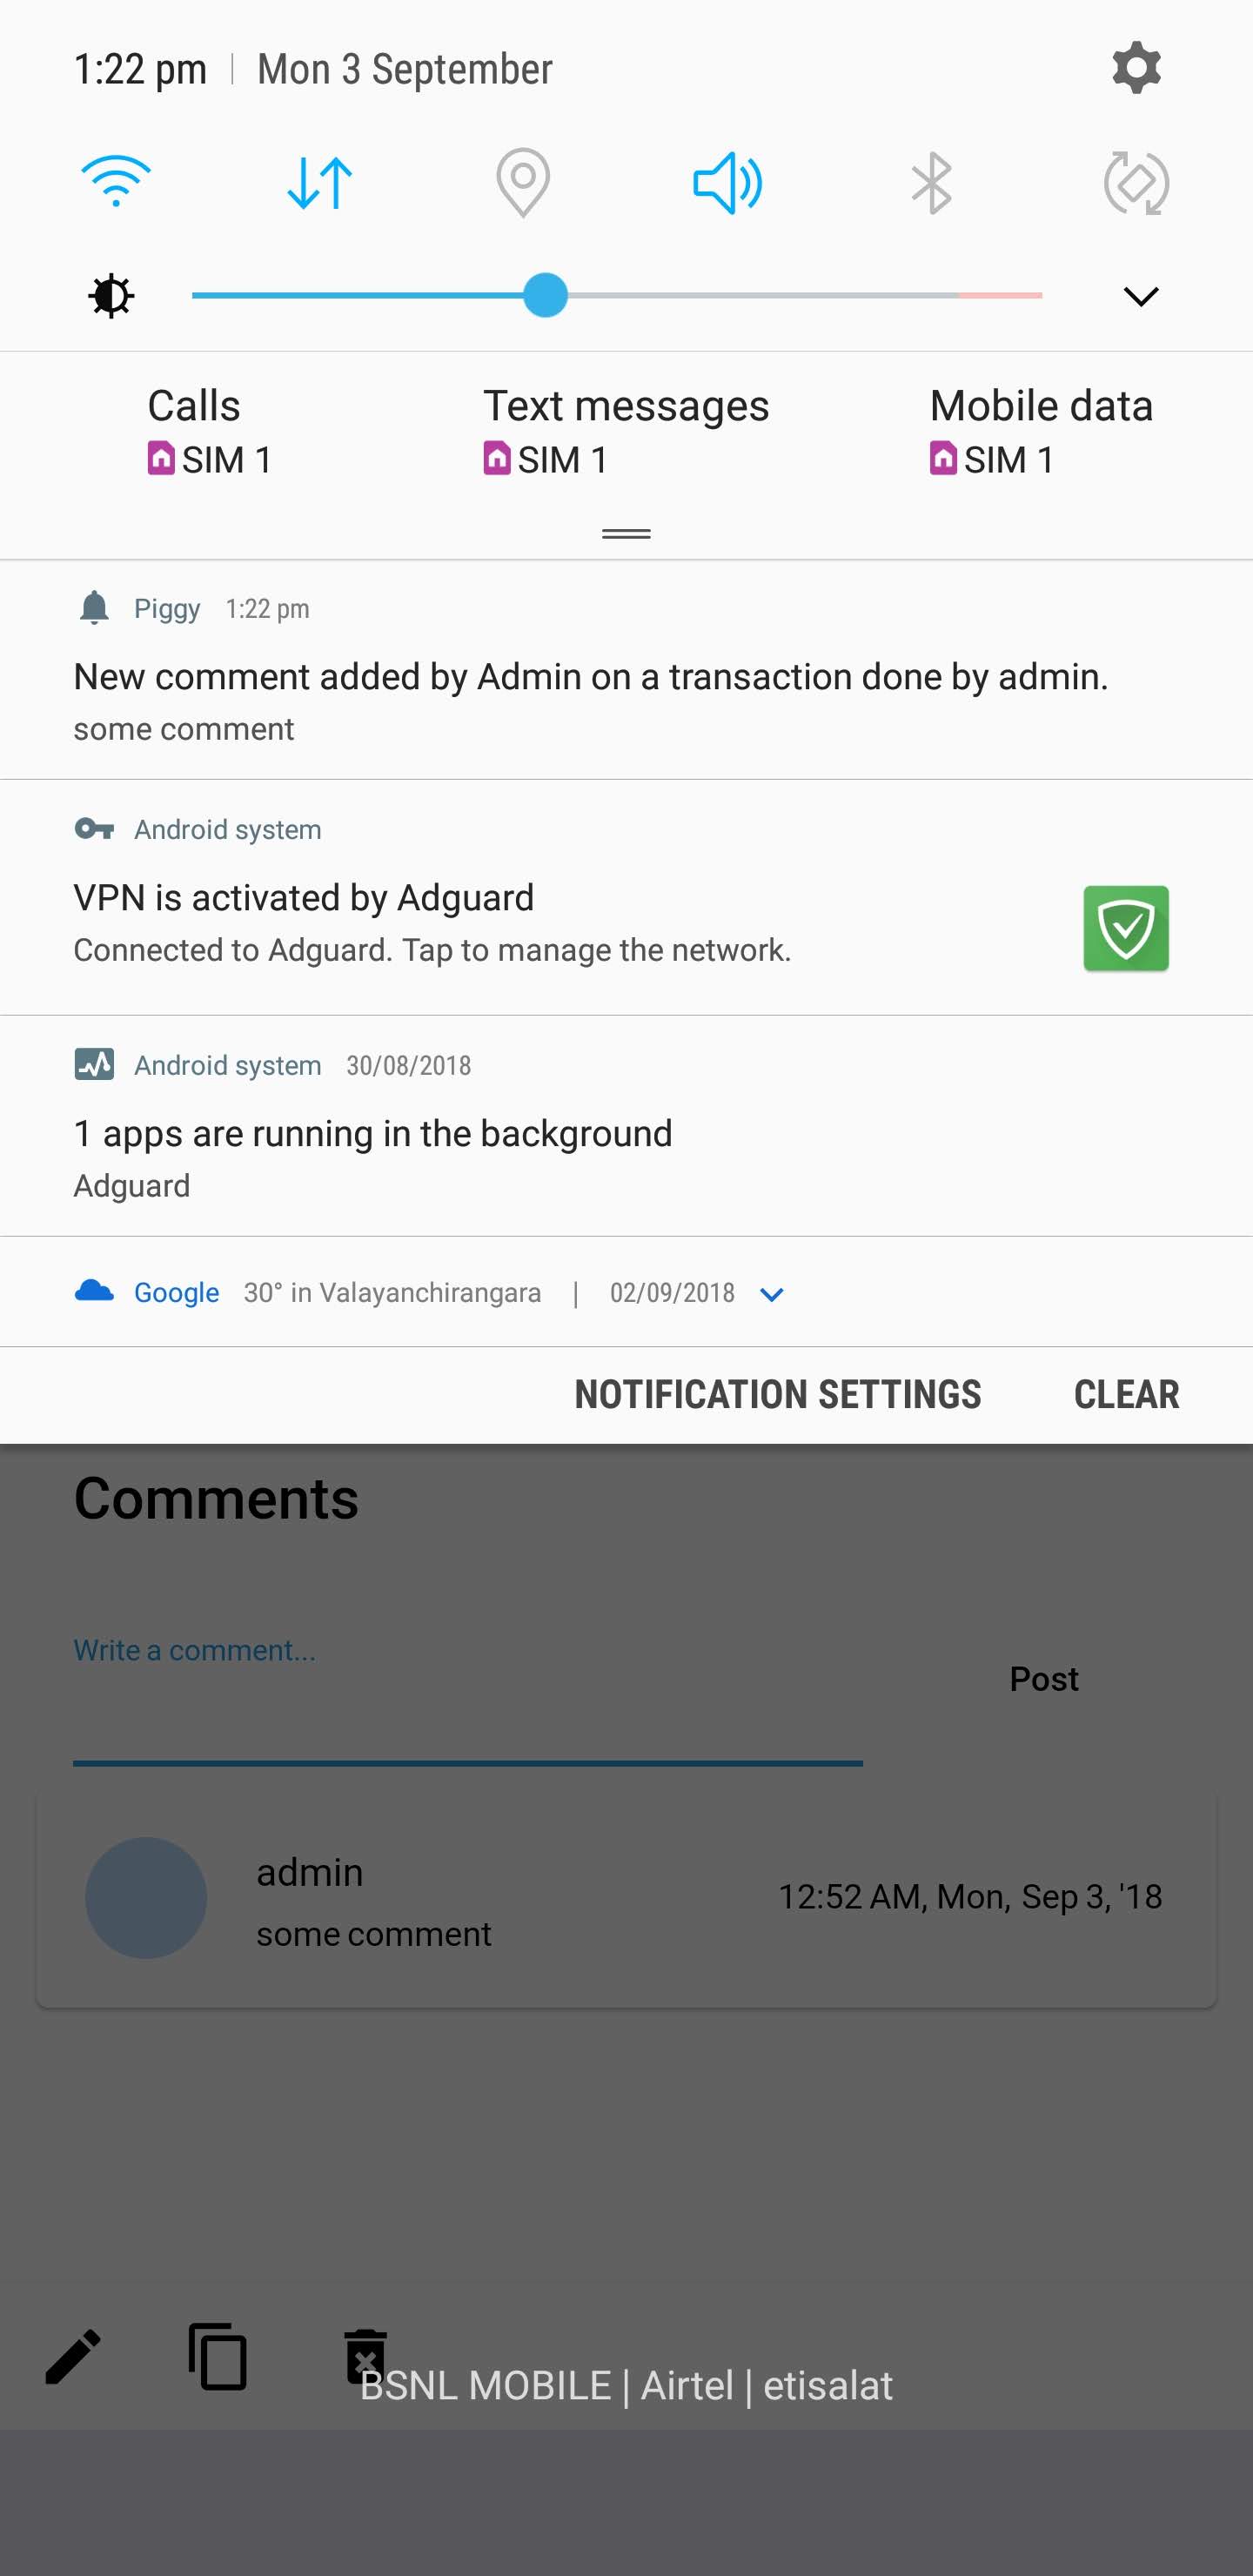 1:22 pm | Mon 3 September
Calls Text messages Mobile data
SIM 1 SIM 1 SIM 1
Piggy 1:22 pm
New comment added by Admin on a transaction done by admin.
some comment
Android system
VPN is activated by Adguard
Connected to Adguard. Tap to manage the network.
Android system 30/08/2018
1 apps are running in the background
Adguard
Google 30° in Valayanchirangara | 02/09/2018
NOTIFICATION SETTINGS CLEAR
Comments
Write a comment...
Post
admin
12:52 AM, Mon, Sep 3, '18
some comment
BSNL MOBILE | Airtel | etisalat